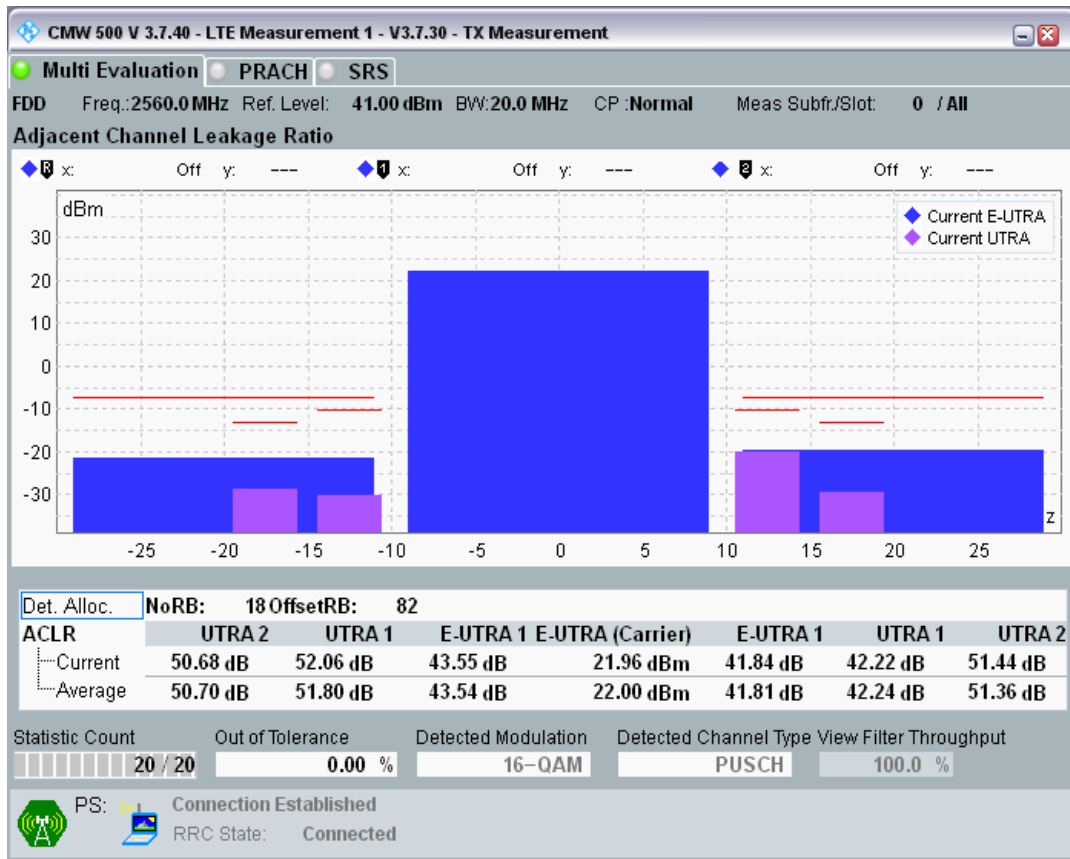 CMW 500 V 3.7.40 - LTE Measurement 1 - V3.7.30 - TX Measurement
Multi Evaluation PRACH SRS
FDD Freq.:2560.0 MHz Ref. Level: 41.00 dBm BW:20.0 MHz CP :Normal Meas Subfr./Slot: 0 / All
Adjacent Channel Leakage Ratio
R x: Off y: --- 1 x: Off y: --- 2 x: Off y: ---
dBm
Current E-UTRA
Current UTRA
30
20
10
0
-10
-20
-30
z
-25 -20 -15 -10 -5 0 5 10 15 20 25
Det. Alloc. NoRB: 18 OffsetRB: 82
ACLR UTRA 2 UTRA 1 E-UTRA 1 E-UTRA (Carrier) E-UTRA 1 UTRA 1 UTRA 2
Current 50.68 dB 52.06 dB 43.55 dB 21.96 dBm 41.84 dB 42.22 dB 51.44 dB
Average 50.70 dB 51.80 dB 43.54 dB 22.00 dBm 41.81 dB 42.24 dB 51.36 dB
Statistic Count Out of Tolerance Detected Modulation Detected Channel Type View Filter Throughput
20 / 20 0.00 % 16-QAM PUSCH 100.0 %
PS: Connection Established
RRC State: Connected